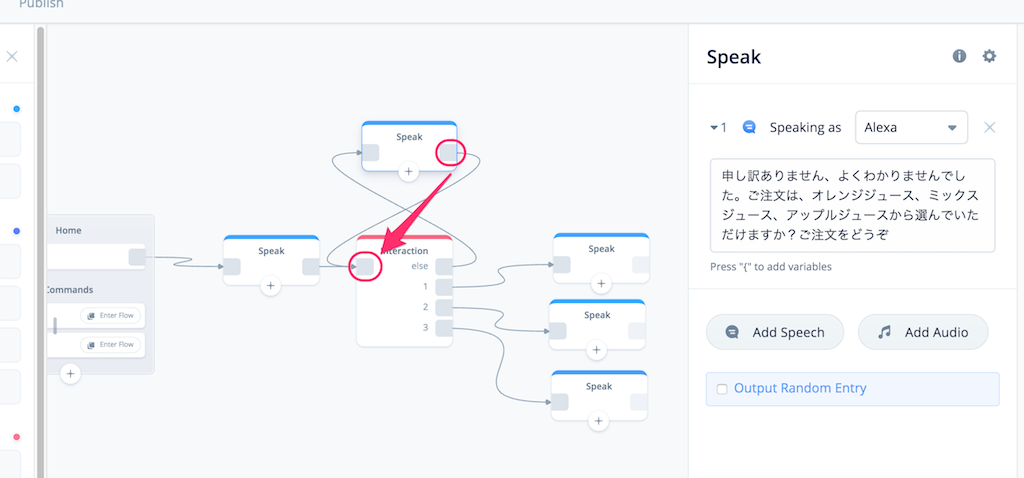 Publish
Speak
1 Speaking as Alexa
申し訳ありません、よくわかりませんでし
た。ご注文は、オレンジジュース、ミックス
ジュース、アップルジュースから選んでいた
だけますか？ご注文をどうぞ
Press "{" to add variables
Add Speech
Add Audio
Output Random Entry
Home
Commands
Enter Flow
Enter Flow
Speak
Speak
Interaction
else
1
2
3
Speak
Speak
Speak